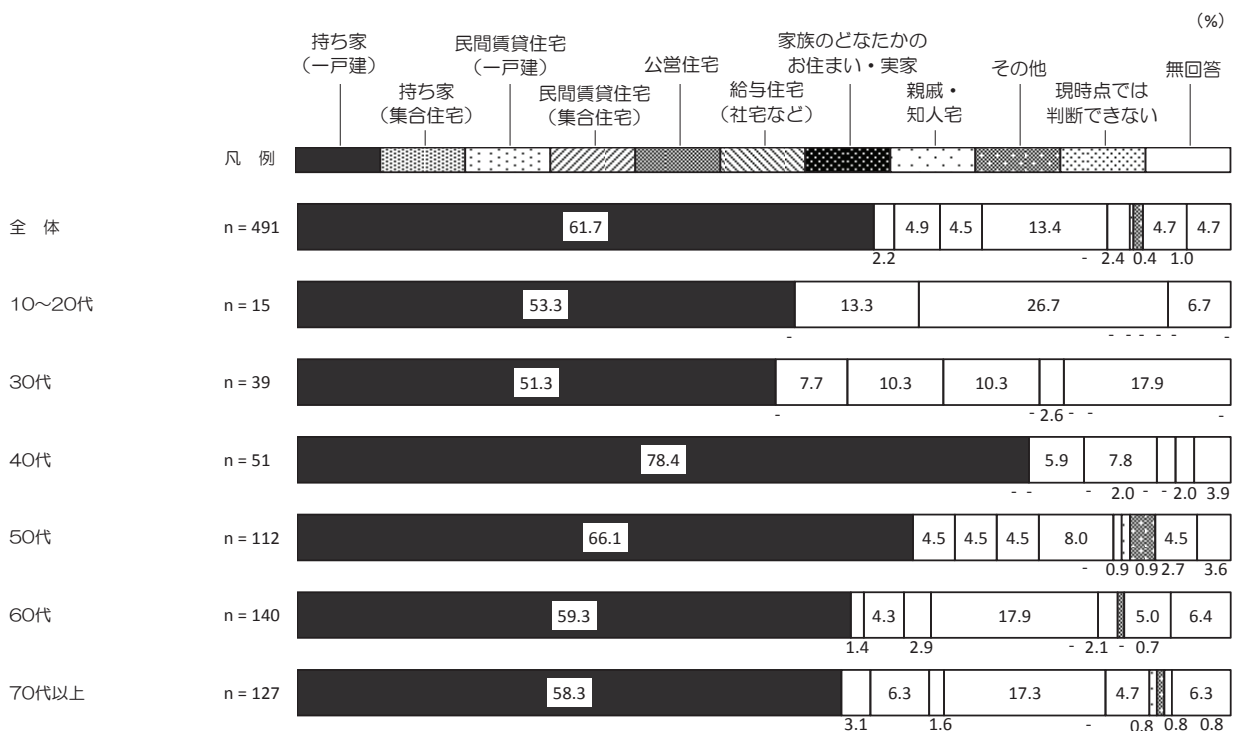 (%)
持ち家
（一戸建）
持ち家
（集合住宅）
民間賃貸住宅
（一戸建）
民間賃貸住宅
（集合住宅）
公営住宅
給与住宅
（社宅など）
家族のどなたかの
お住まい・実家
親戚・
知人宅
その他
現時点では
判断できない
無回答
凡 例
全 体 n = 491 61.7 4.9 4.5 13.4 4.7 4.7
2.2 - 2.4 0.4 1.0
10～20代 n = 15 53.3 13.3 26.7 6.7
- - - - - -
30代 n = 39 51.3 7.7 10.3 10.3 17.9
- - 2.6 - - -
40代 n = 51 78.4 5.9 7.8
- - - 2.0 - - 2.0 3.9
50代 n = 112 66.1 4.5 4.5 4.5 8.0 4.5
- 0.9 0.9 2.7 3.6
60代 n = 140 59.3 4.3 17.9 5.0 6.4
1.4 2.9 - 2.1 - 0.7
70代以上 n = 127 58.3 6.3 17.3 4.7 6.3
3.1 1.6 - 0.8 0.8 0.8